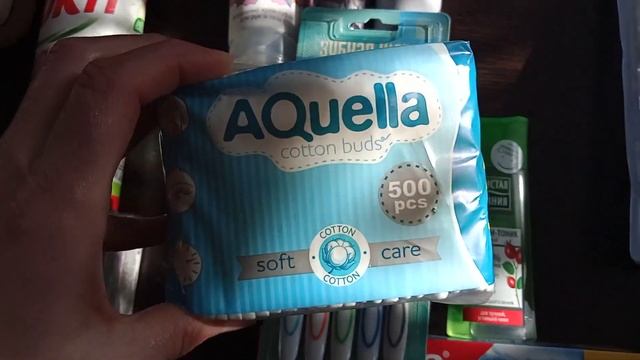 AQuella
cotton buds
500
pcs
COTTON
soft
care
COTTON